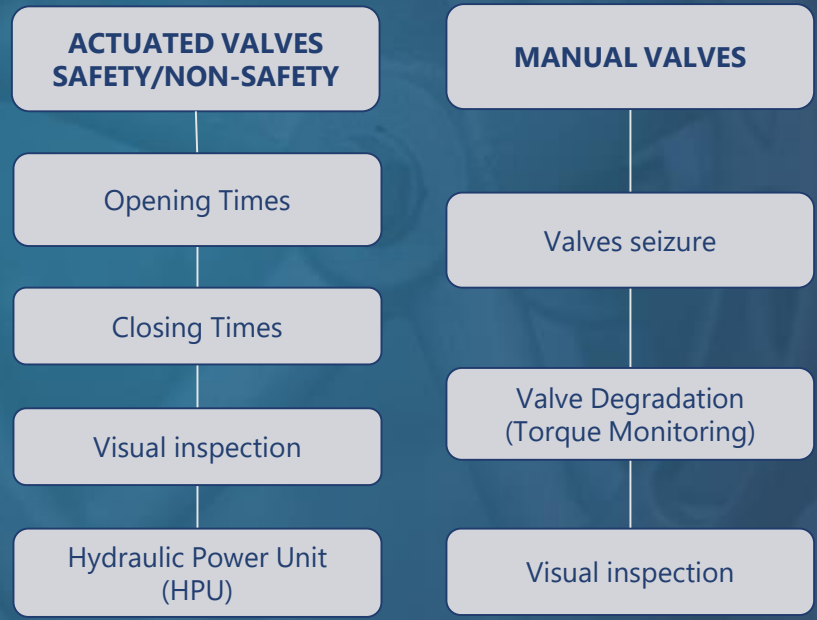 ACTUATED VALVES
SAFETY/NON-SAFETY
Opening Times
Closing Times
Visual inspection
Hydraulic Power Unit
(HPU)
MANUAL VALVES
Valves seizure
Valve Degradation
(Torque Monitoring)
Visual inspection